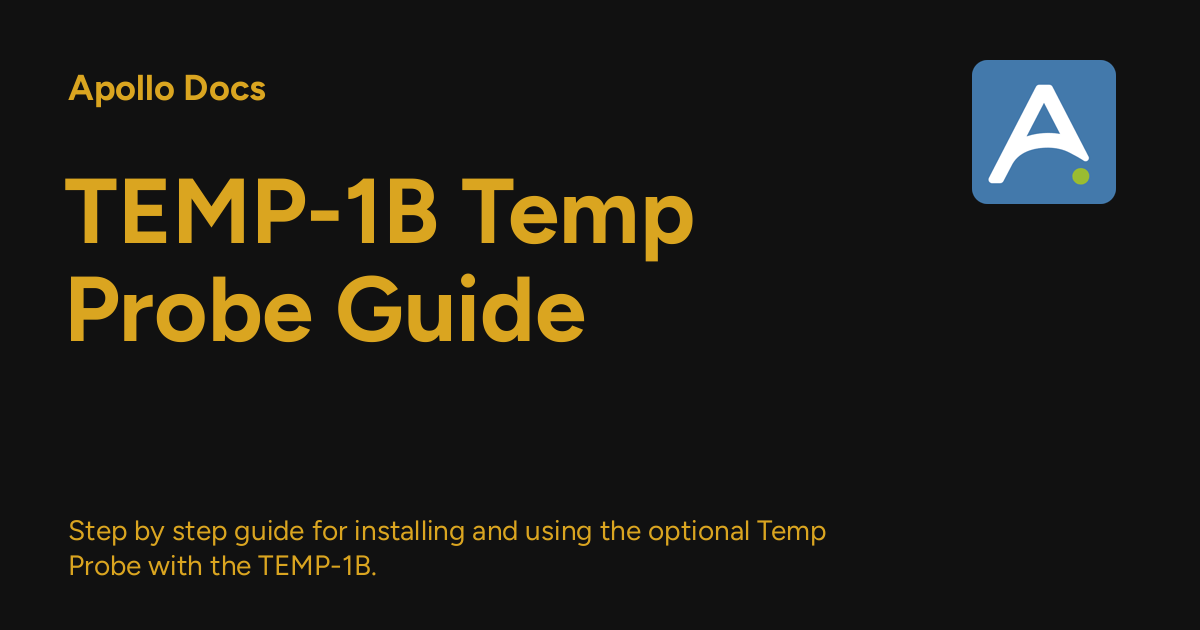 Apollo Docs
TEMP-1B Temp
Probe Guide
Step by step guide for installing and using the optional Temp
Probe with the TEMP-1B.